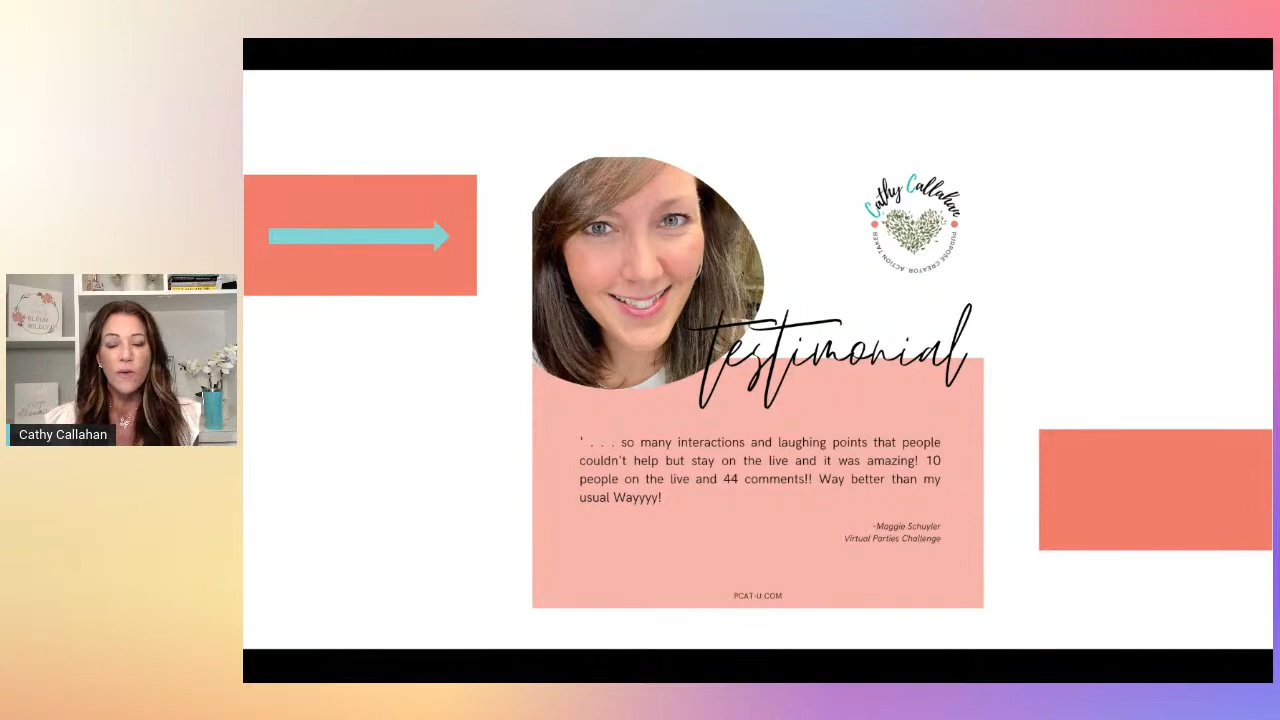 Cathy Callahan
PURPOSE CREATOR ACTION TAKER
testimonial
' . . . so many interactions and laughing points that people
couldn't help but stay on the live and it was amazing! 10
people on the live and 44 comments!! Way better than my
usual Wayyyy!
-Maggie Schuyler
Virtual Parties Challenge
PCAT-U.COM
BLOOM
WILDLY
Cathy Callahan